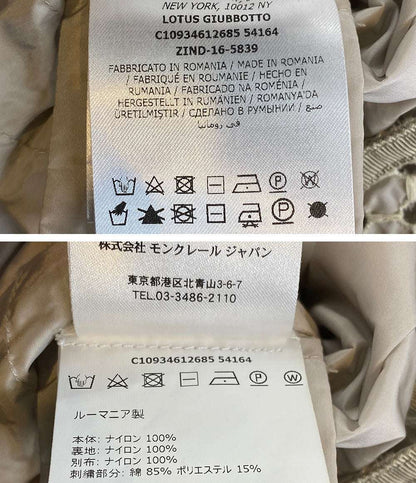 NEW YORK, 10012 NY
LOTUS GIUBBOTTO
C10934612685 54164
ZIND-16-5839
FABBRICATO IN ROMANIA / MADE IN
ROMANIA / FABRIQUÉ EN ROUMANIE / HECHO EN
RUMANIA / FABRICADO NA ROMÉNIA /
HERGESTELLT IN RUMÄNIEN / ROMANYA'DA
ÜRETILMIŞTIR / СДЕЛАНО В РУМЫНИИ / صنع
في رومانيا
P W
株式会社 モンクレール ジャパン
東京都港区北青山3-6-7
TEL.03-3486-2110
C10934612685 54164
P W
ルーマニア製
本体: ナイロン 100%
裏地: ナイロン 100%
別布: ナイロン 100%
刺繍部分: 綿 85% ポリエステル 15%